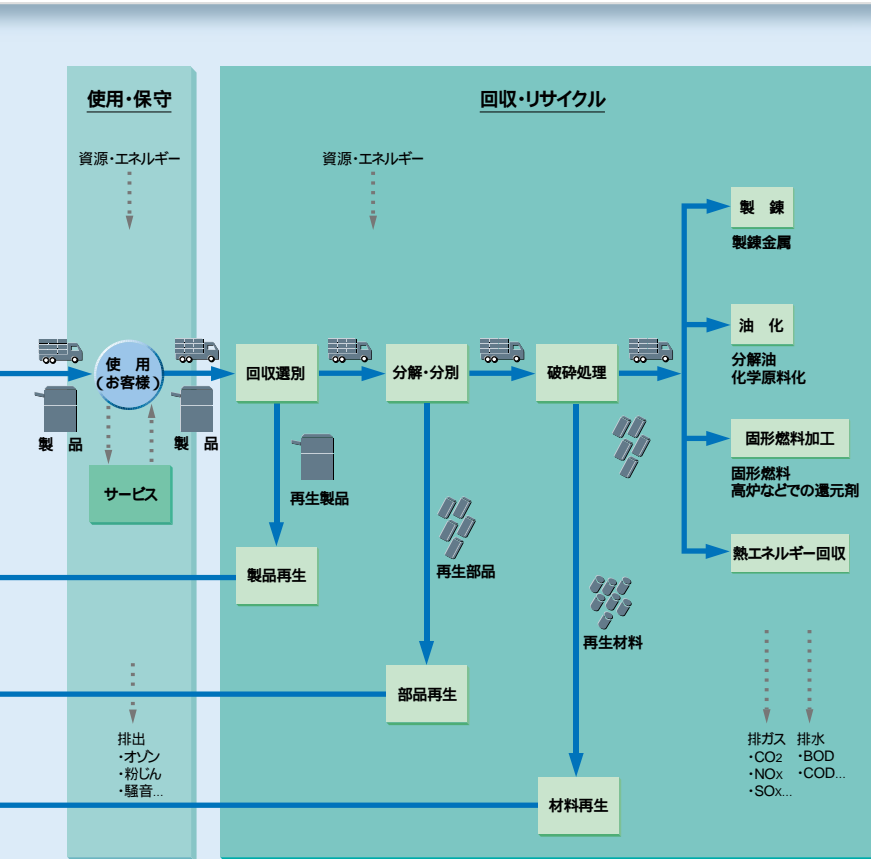 使用・保守
回収・リサイクル
資源・エネルギー
資源・エネルギー
製 錬
製錬金属
油 化
分解油
化学原料化
使 用
(お客様)
回収選別
分解・分別
破砕処理
固形燃料加工
固形燃料
高炉などでの還元剤
製 品
製 品
サービス
再生製品
熱エネルギー回収
製品再生
再生部品
再生材料
部品再生
排出
・オゾン
・粉じん
・騒音...
排ガス
・CO2
・NOx
・SOx...
排水
・BOD
・COD...
材料再生